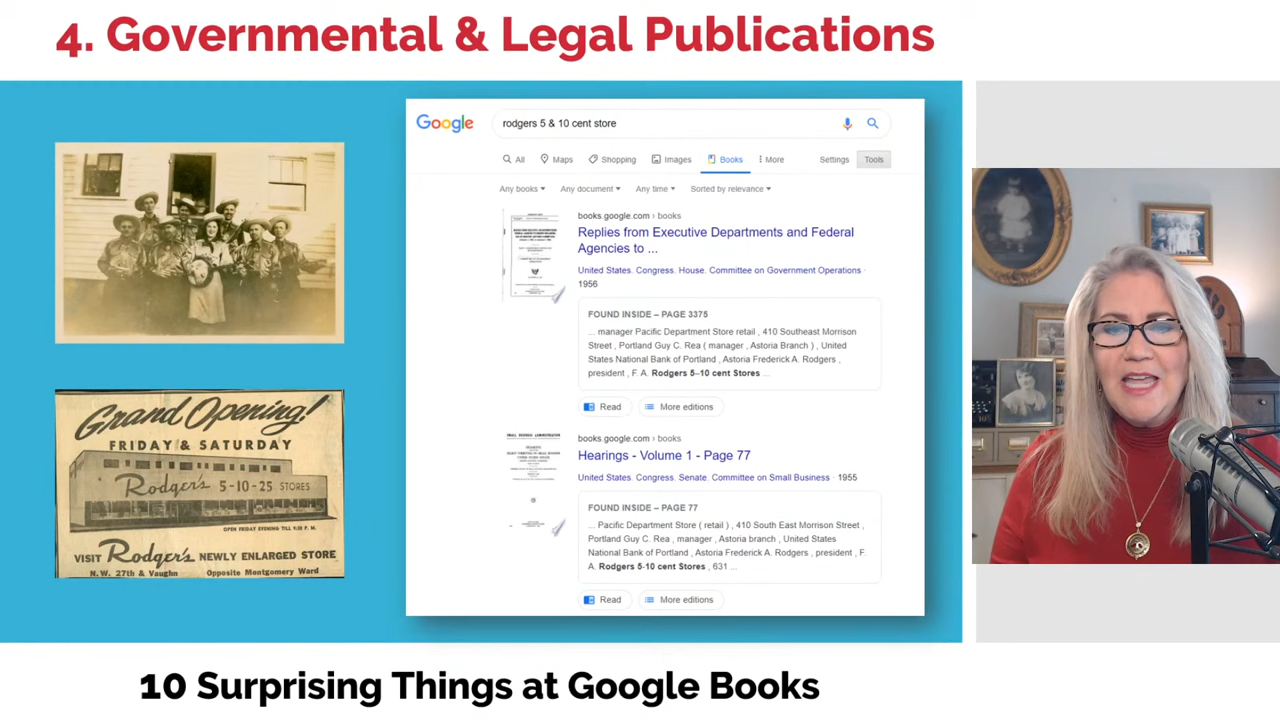 4. Governmental & Legal Publications
Grand Opening!
FRIDAY & SATURDAY
Rodgers 5-10-25 STORES
OPEN FRIDAY EVENING TILL 9:00 P. M.
VISIT Rodger's NEWLY ENLARGED STORE
N.W. 27th & Vaughn Opposite Montgomery Ward
Google
rodgers 5 & 10 cent store
All Maps Shopping Images Books More Settings Tools
Any books Any document Any time Sorted by relevance
books.google.com › books
Replies from Executive Departments and Federal
Agencies to ...
United States. Congress. House. Committee on Government Operations ·
1956
FOUND INSIDE – PAGE 3375
... manager Pacific Department Store retail , 410 Southeast Morrison
Street , Portland Guy C. Rea ( manager , Astoria Branch ) , United
States National Bank of Portland , Astoria Frederick A. Rodgers ,
president , F. A. Rodgers 5–10 cent Stores ...
Read More editions
books.google.com › books
Hearings - Volume 1 - Page 77
United States. Congress. Senate. Committee on Small Business · 1955
FOUND INSIDE – PAGE 77
... Pacific Department Store ( retail ) , 410 South East Morrison Street ,
Portland Guy C. Rea , manager , Astoria branch , United States
National Bank of Portland , Astoria Frederick A. Rodgers , president , F.
A. Rodgers 5-10 cent Stores , 631 ...
Read More editions
10 Surprising Things at Google Books